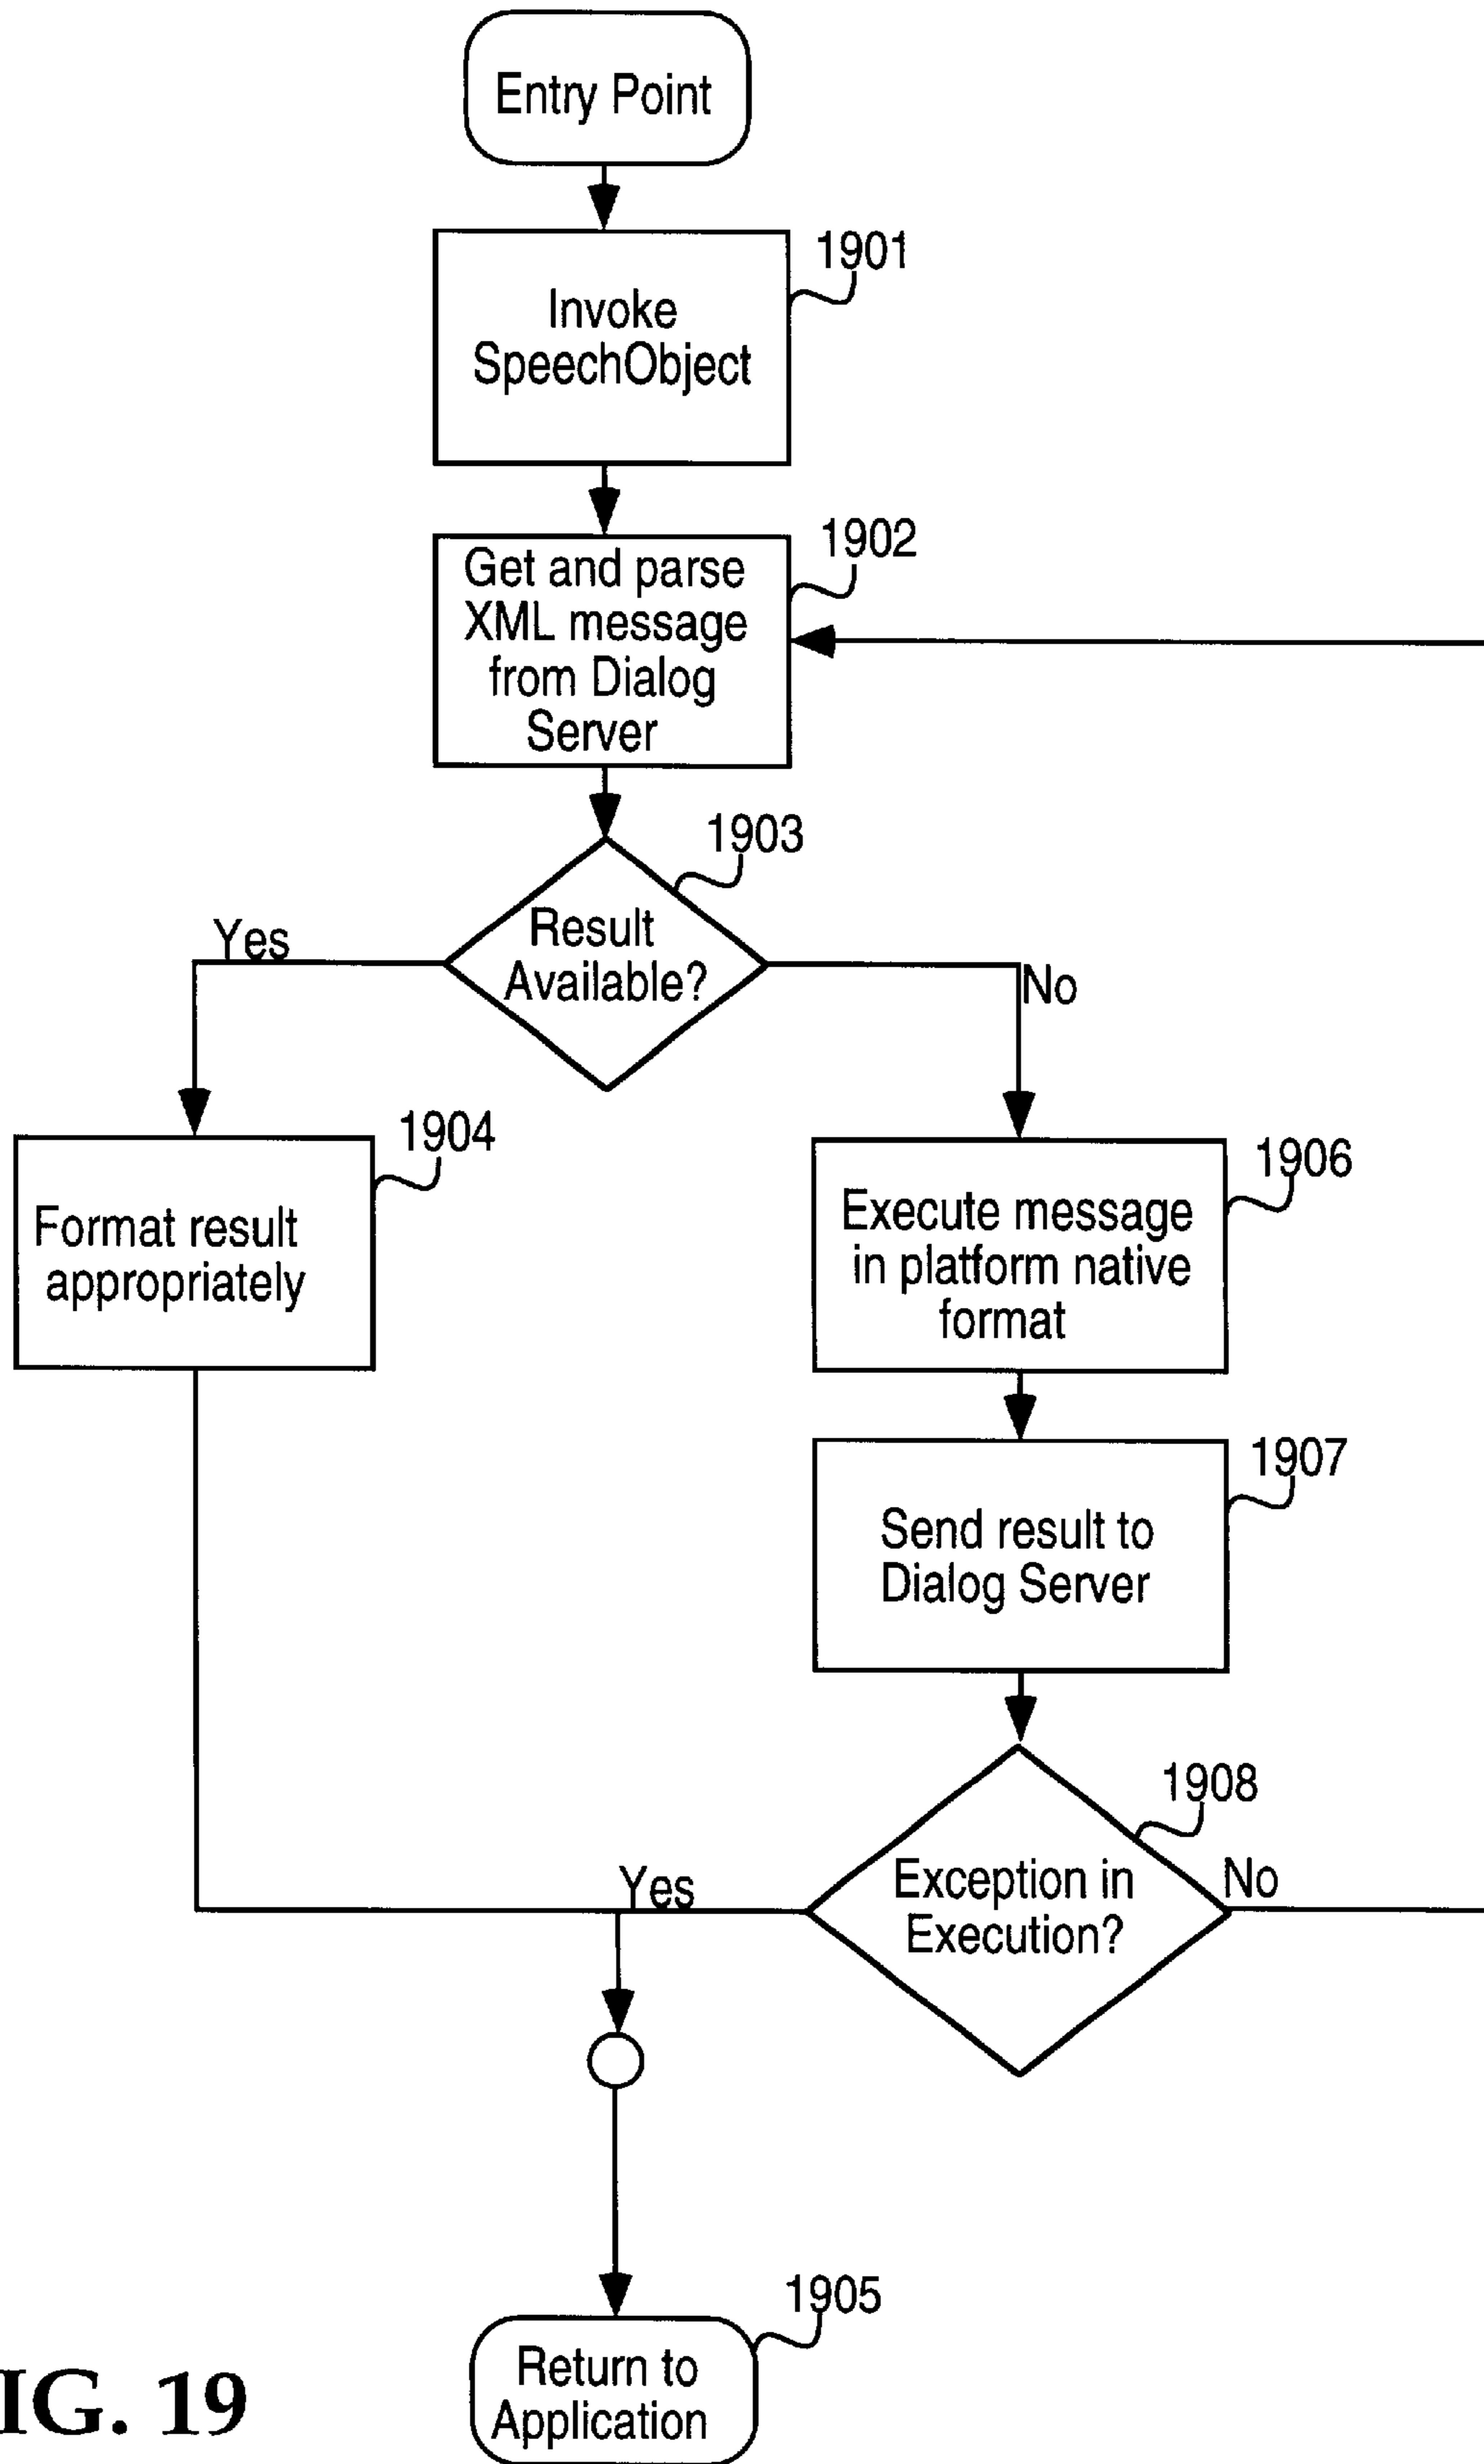 Entry Point
1901
Invoke
SpeechObject
1902
Get and parse
XML message
from Dialog
Server
1903
Result
Available?
Yes
No
1904
Format result
appropriately
1906
Execute message
in platform native
format
1907
Send result to
Dialog Server
1908
Exception in
Execution?
Yes
No
1905
Return to
Application
IG. 19